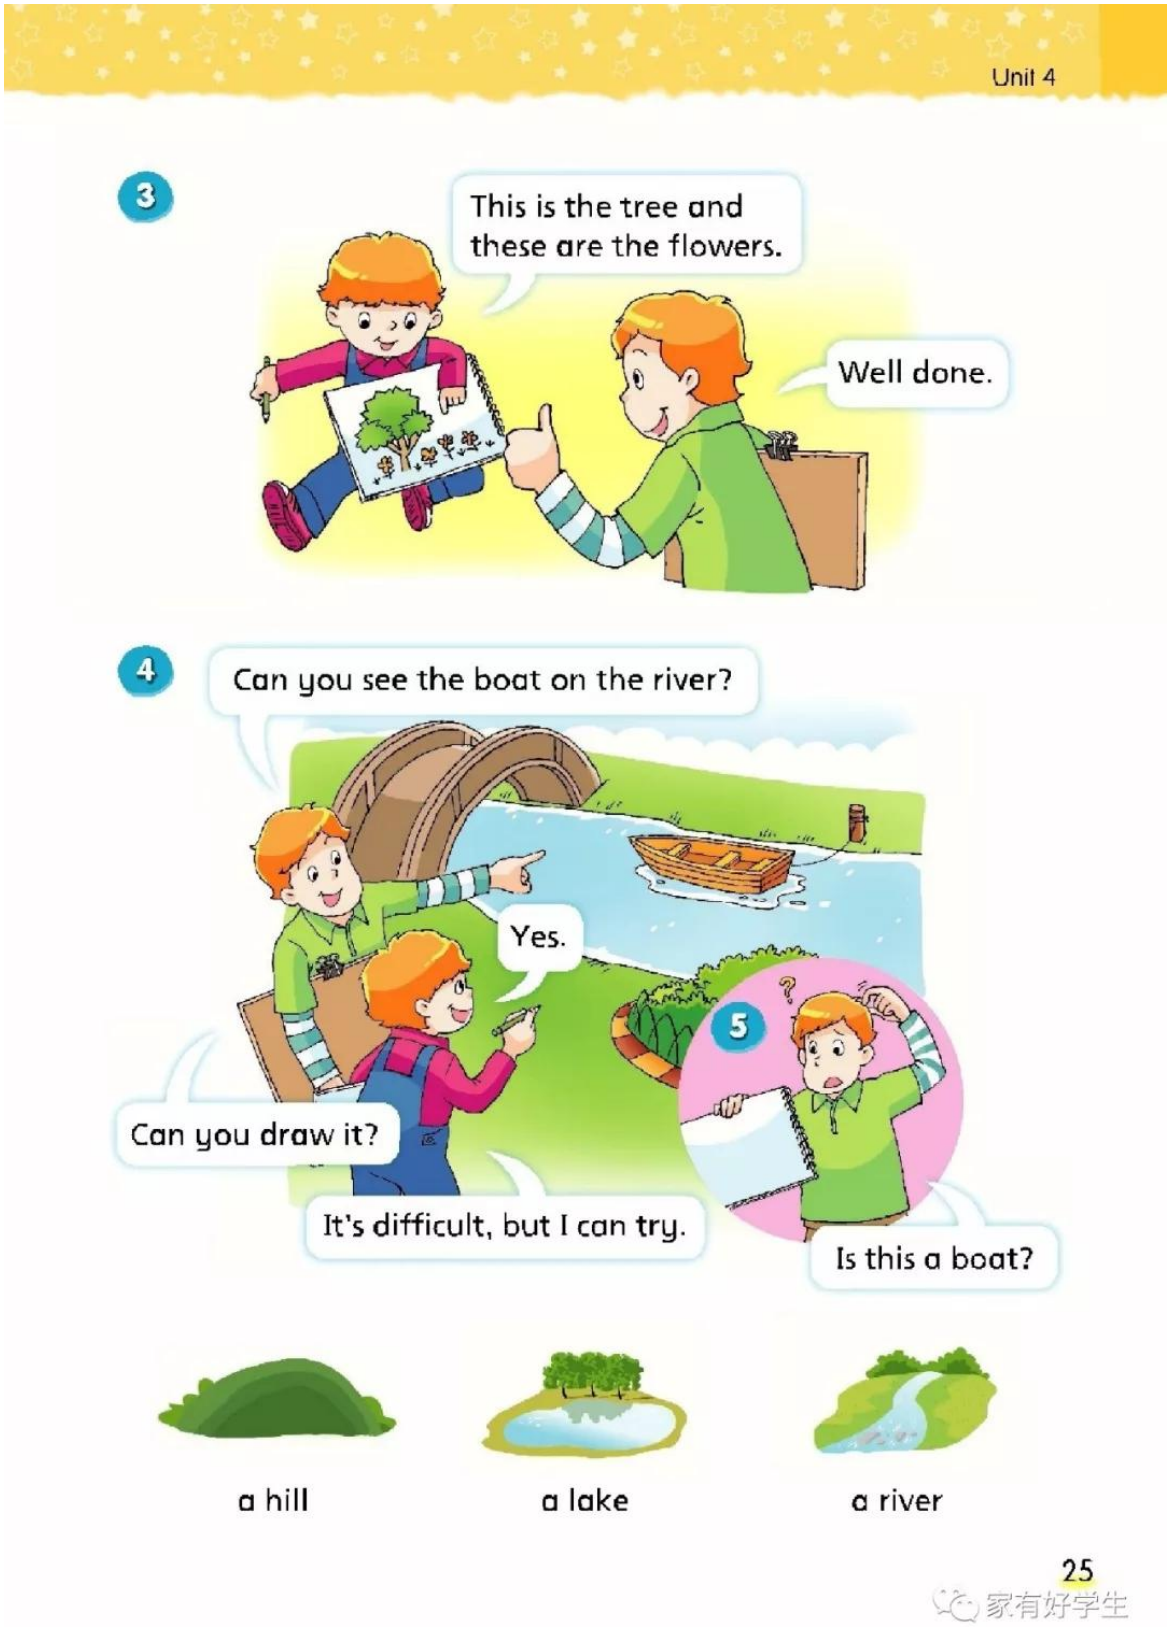 Unit 4
3
This is the tree and
these are the flowers.
Well done.
4
Can you see the boat on the river?
Yes.
Can you draw it?
It's difficult, but I can try.
5
?
Is this a boat?
a hill
a lake
a river
25
家有好学生